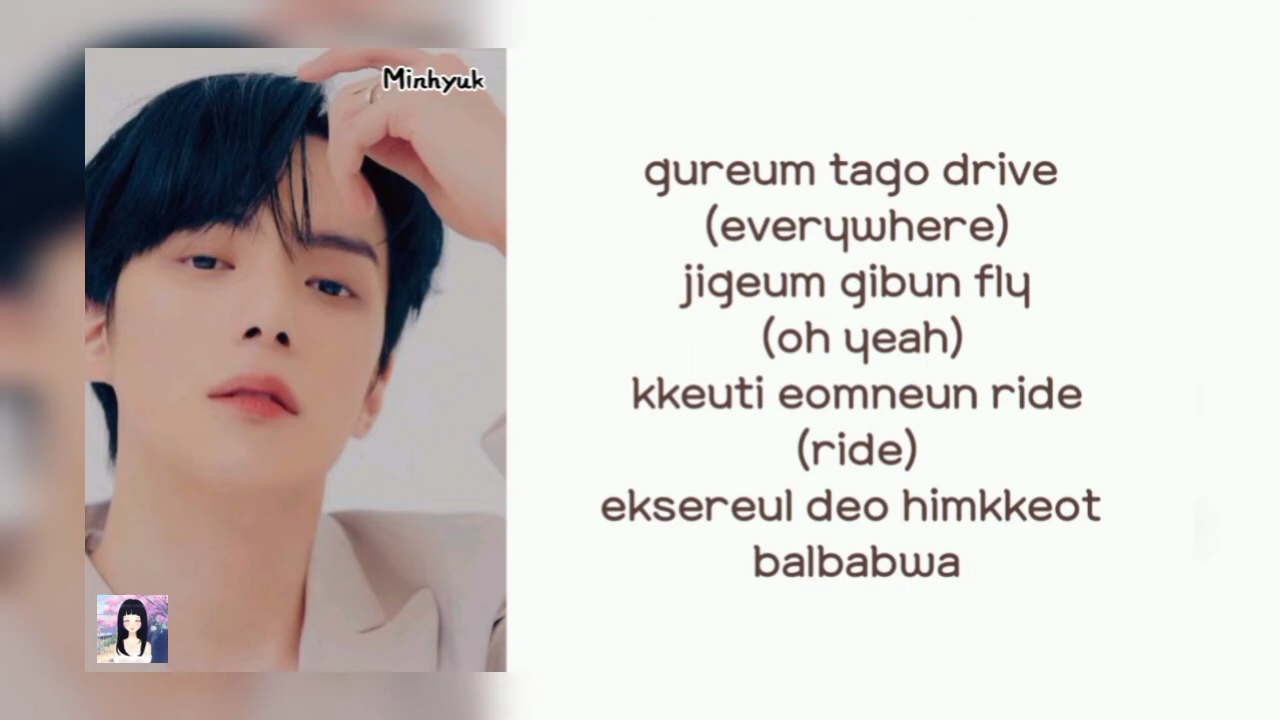 Minhyuk
gureum tago drive
(everywhere)
jigeum gibun fly
(oh yeah)
kkeuti eomneun ride
(ride)
eksereul deo himkkeot
balbabwa